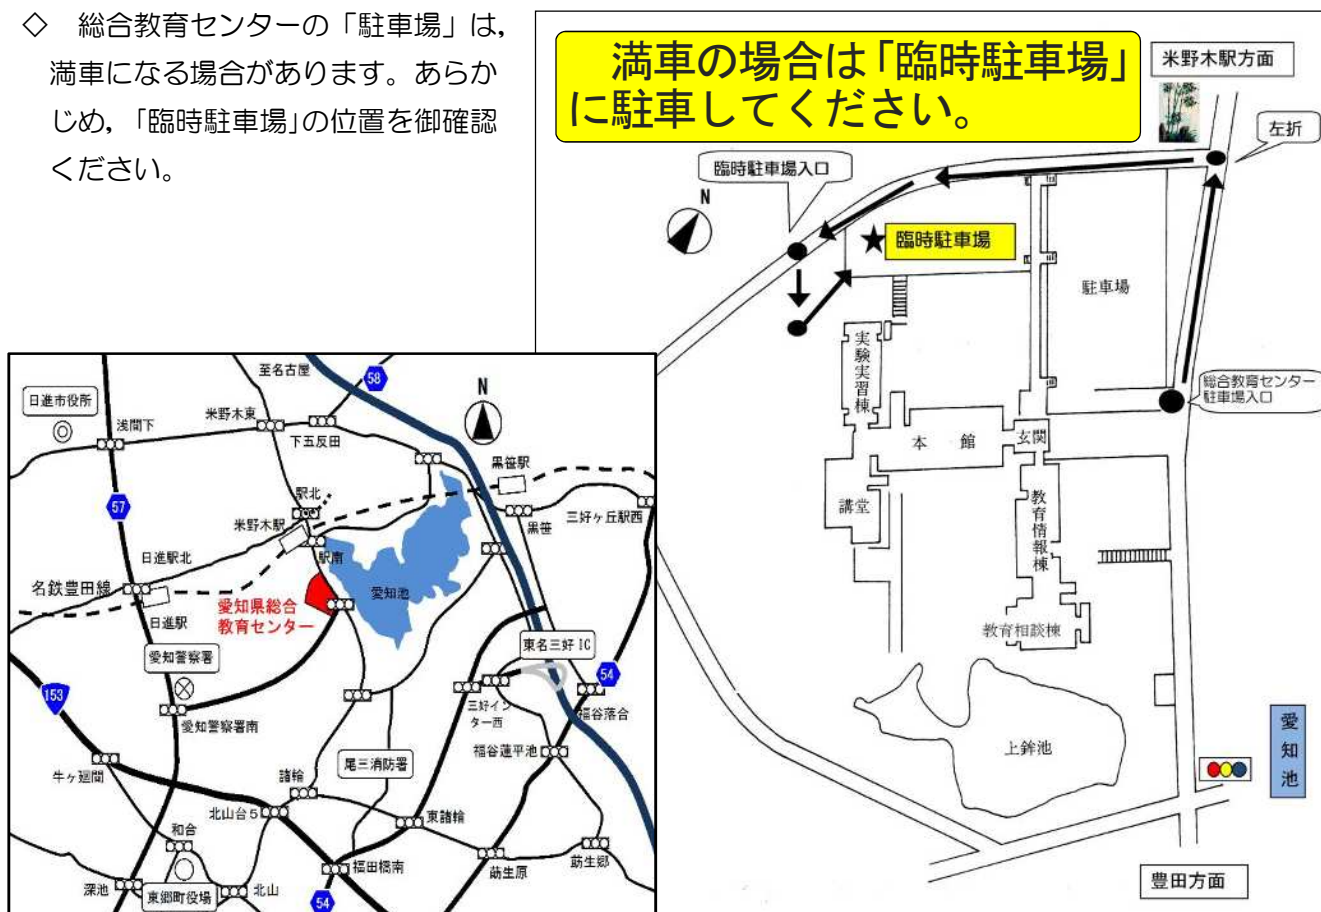 ◇　総合教育センターの「駐車場」は，
満車になる場合があります。あらか
じめ，「臨時駐車場」の位置を御確認
ください。
満車の場合は「臨時駐車場」
に駐車してください。
米野木駅方面
左折
臨時駐車場入口
N
★
臨時駐車場
駐車場
実験実習棟
総合教育センター
駐車場入口
本　館
玄関
講堂
教育情報棟
教育相談棟
上鉾池
愛知池
豊田方面
至名古屋
58
日進市役所
浅間下
米野木東
下五反田
N
黒笹駅
57
駅北
米野木駅
駅南
黒笹
三好ヶ丘駅西
日進駅北
名鉄豊田線
日進駅
愛知池
愛知県総合
教育センター
愛知警察署
東名三好 IC
153
54
愛知警察署南
三好イン
ター西
福谷落合
牛ヶ廻間
尾三消防署
福谷蓮平池
諸輪
北山台５
東諸輪
和合
福田橋南
莇生原
莇生郷
深池
東郷町役場
北山
54